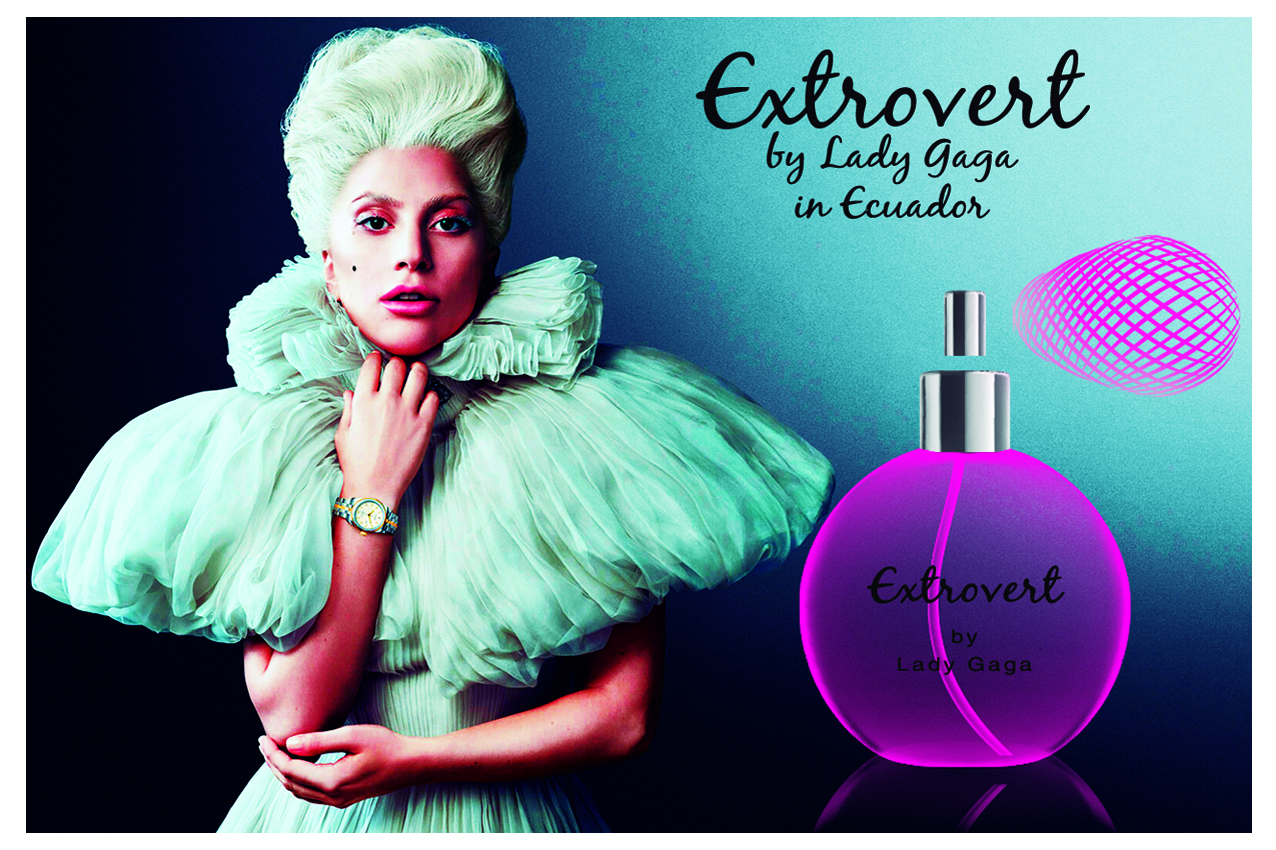 Extrovert
by Lady Gaga
in Ecuador
Extrovert
by
Lady Gaga